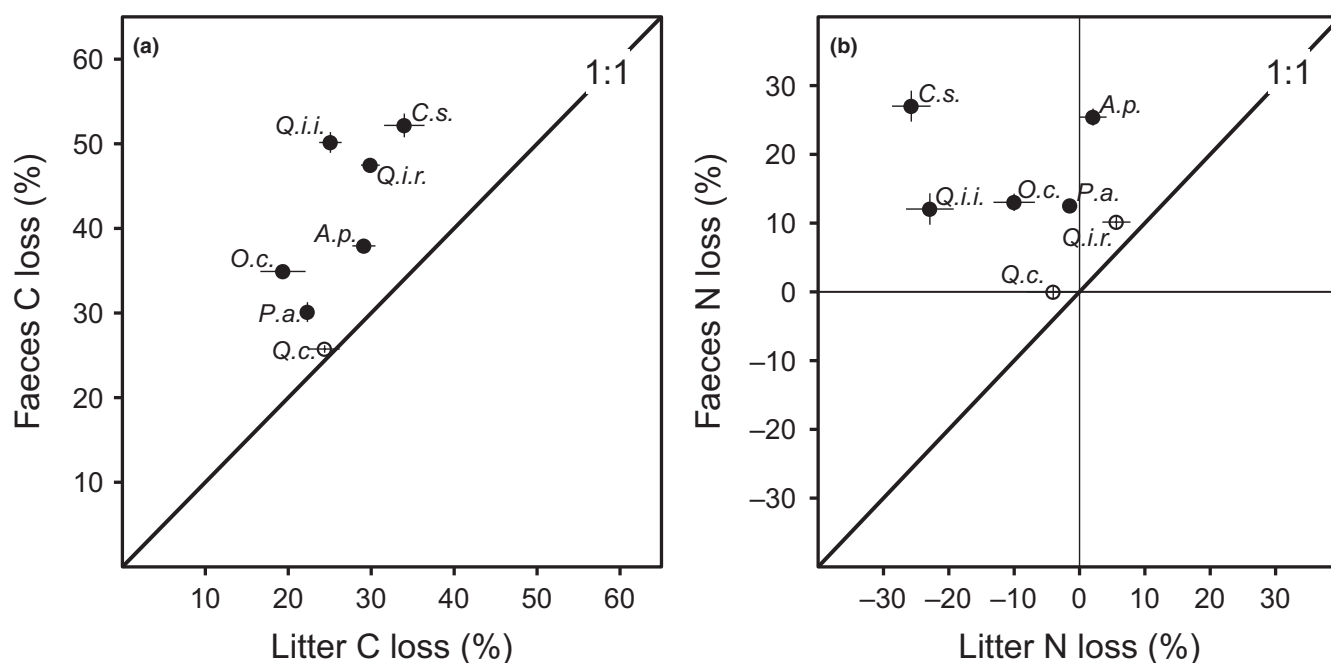 (a)
1:1
60
50
40
30
20
10
10 20 30 40 50 60
Faeces C loss (%)
Litter C loss (%)
C.s.
Q.i.i.
Q.i.r.
A.p.
O.c.
P.a.
Q.c.
(b)
1:1
30
20
10
0
–10
–20
–30
–30 –20 –10 0 10 20 30
Faeces N loss (%)
Litter N loss (%)
C.s.
A.p.
Q.i.i.
O.c.
P.a.
Q.i.r.
Q.c.